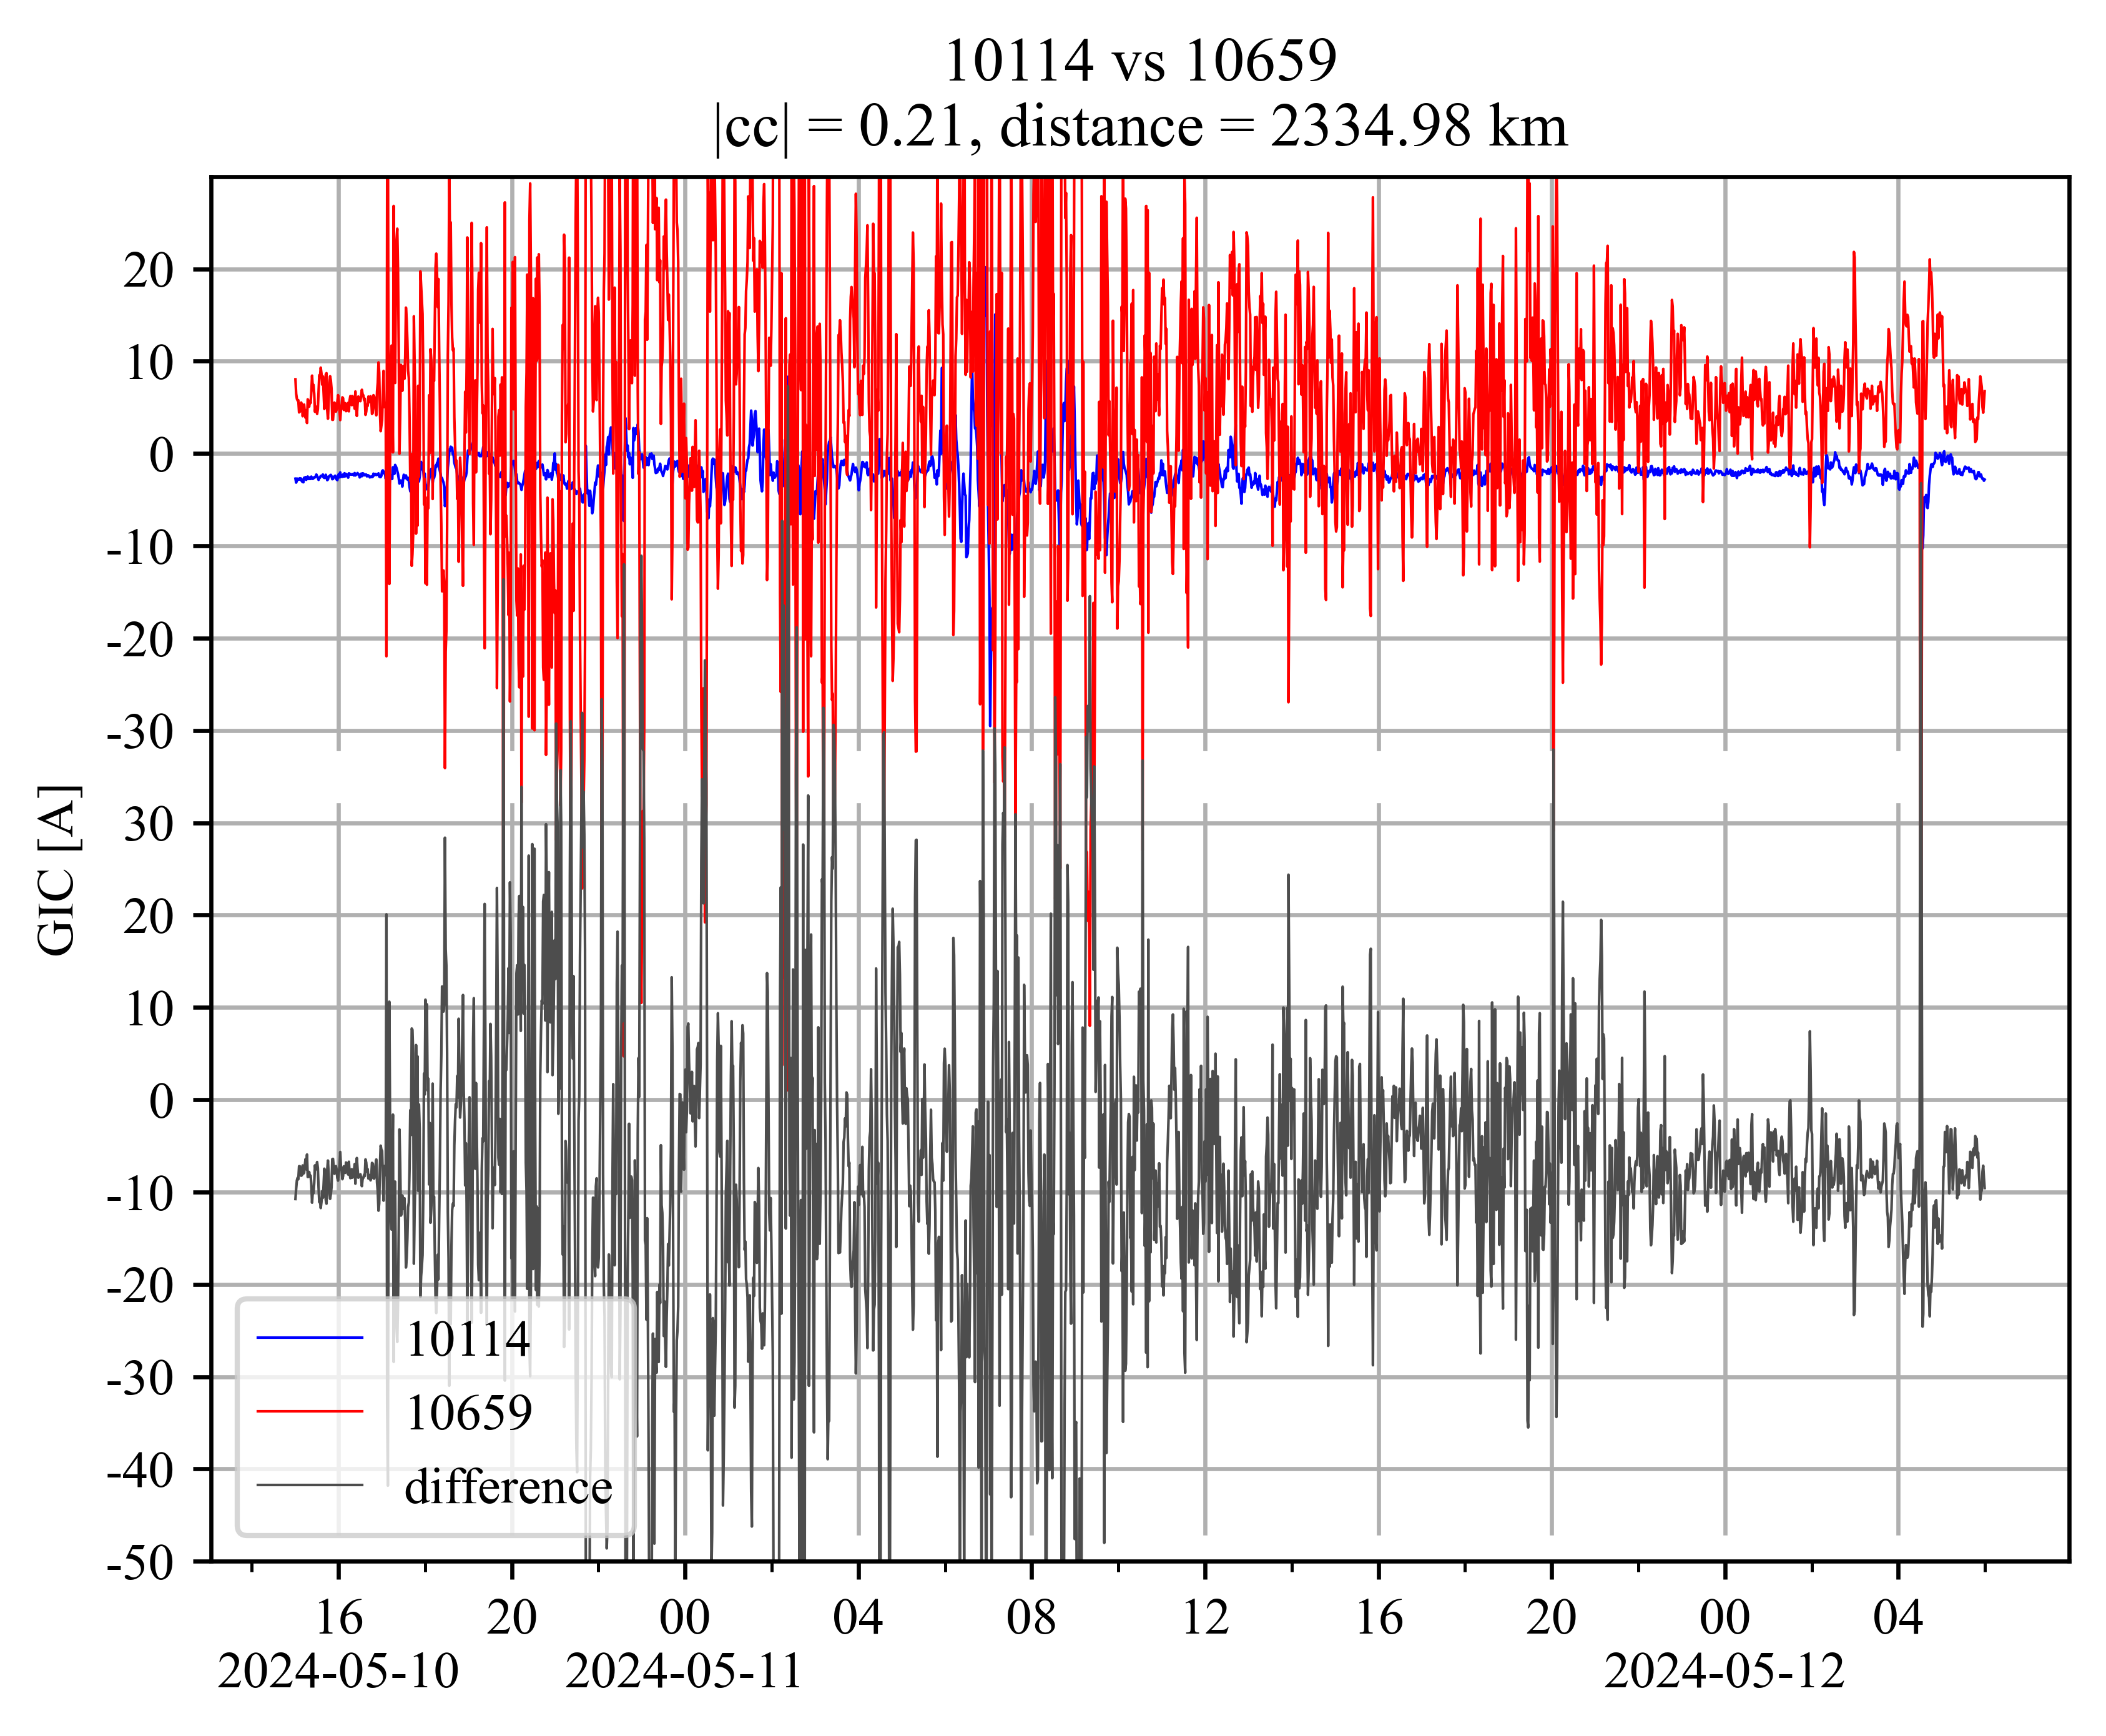 10114 vs 10659
|cc| = 0.21, distance = 2334.98 km
GIC [A]
20
10
0
-10
-20
-30
30
20
10
0
-10
-20
-30
-40
-50
10114
10659
difference
16 20 00 04 08 12 16 20 00 04
2024-05-10 2024-05-11 2024-05-12